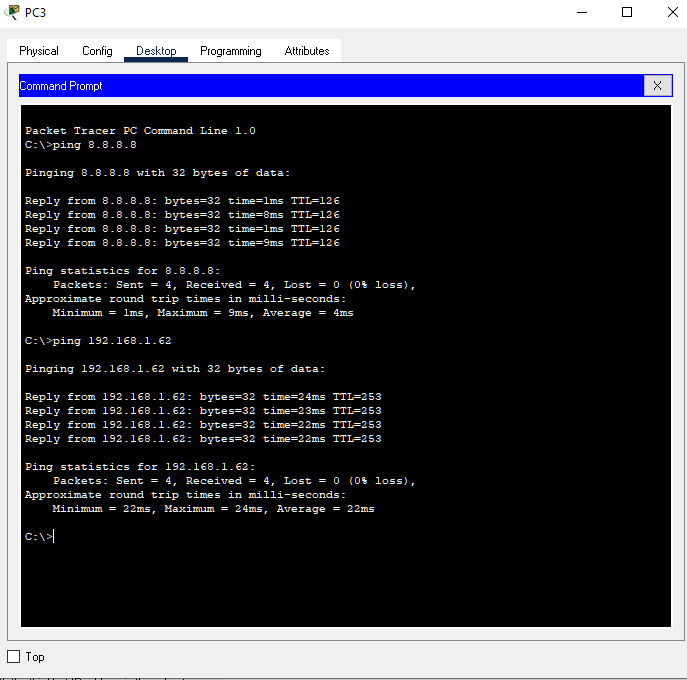 PC3
Physical Config Desktop Programming Attributes
Command Prompt
X
Packet Tracer PC Command Line 1.0
C:\>ping 8.8.8.8
Pinging 8.8.8.8 with 32 bytes of data:
Reply from 8.8.8.8: bytes=32 time=1ms TTL=126
Reply from 8.8.8.8: bytes=32 time=8ms TTL=126
Reply from 8.8.8.8: bytes=32 time=1ms TTL=126
Reply from 8.8.8.8: bytes=32 time=9ms TTL=126
Ping statistics for 8.8.8.8:
Packets: Sent = 4, Received = 4, Lost = 0 (0% loss),
Approximate round trip times in milli-seconds:
Minimum = 1ms, Maximum = 9ms, Average = 4ms
C:\>ping 192.168.1.62
Pinging 192.168.1.62 with 32 bytes of data:
Reply from 192.168.1.62: bytes=32 time=24ms TTL=253
Reply from 192.168.1.62: bytes=32 time=23ms TTL=253
Reply from 192.168.1.62: bytes=32 time=22ms TTL=253
Reply from 192.168.1.62: bytes=32 time=22ms TTL=253
Ping statistics for 192.168.1.62:
Packets: Sent = 4, Received = 4, Lost = 0 (0% loss),
Approximate round trip times in milli-seconds:
Minimum = 22ms, Maximum = 24ms, Average = 22ms
C:\>
Top